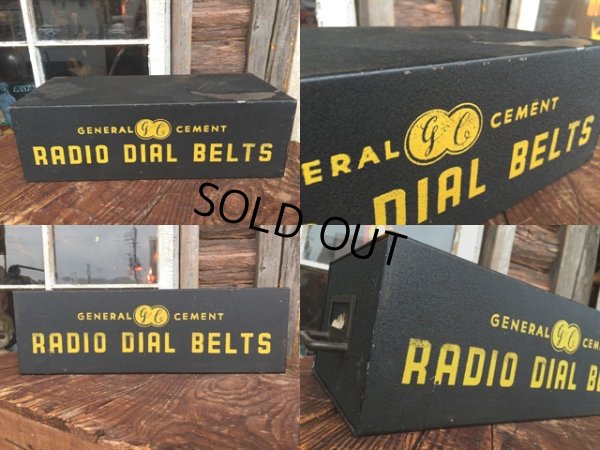 GENERAL GC CEMENT
RADIO DIAL BELTS
ERAL GC CEMENT
DIAL BELTS
SOLD OUT
GENERAL GC CEMENT
RADIO DIAL BELTS
GENERAL GC CEM
RADIO DIAL BE